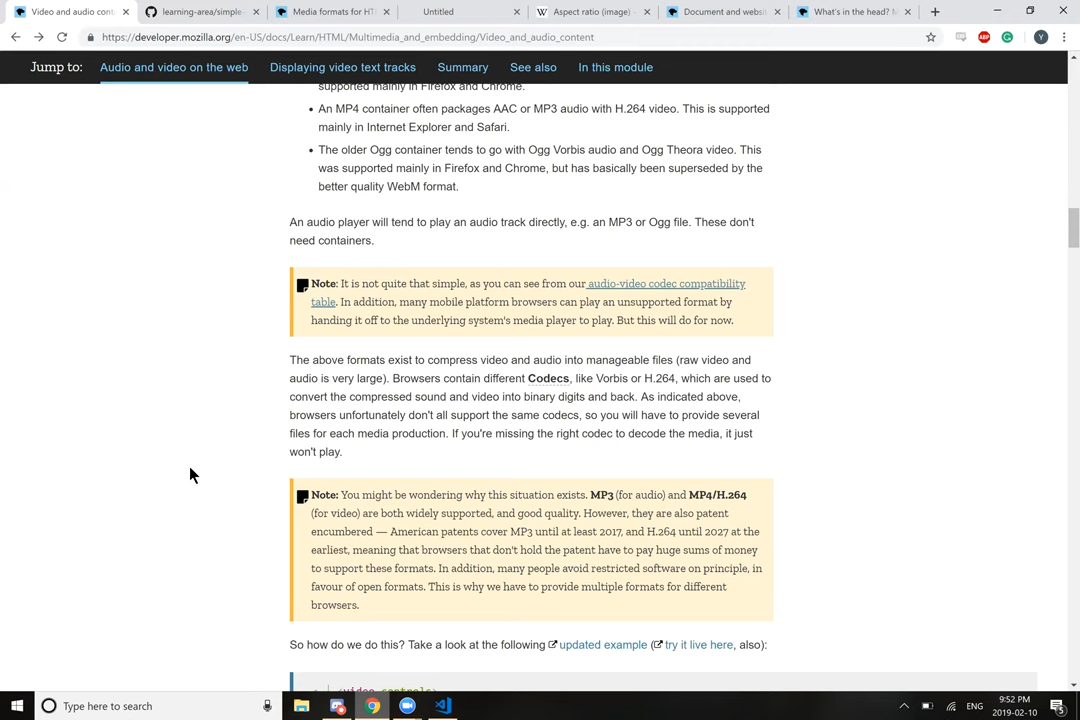 Video and audio cont
learning-area/simple-
Media formats for HT
Untitled
W Aspect ratio (image) -
Document and websit
What's in the head? M
https://developer.mozilla.org/en-US/docs/Learn/HTML/Multimedia_and_embedding/Video_and_audio_content
ABP
Y
Jump to: Audio and video on the web Displaying video text tracks Summary See also In this module
supported mainly in Firefox and Chrome.
• An MP4 container often packages AAC or MP3 audio with H.264 video. This is supported
mainly in Internet Explorer and Safari.
• The older Ogg container tends to go with Ogg Vorbis audio and Ogg Theora video. This
was supported mainly in Firefox and Chrome, but has basically been superseded by the
better quality WebM format.
An audio player will tend to play an audio track directly, e.g. an MP3 or Ogg file. These don't
need containers.
Note: It is not quite that simple, as you can see from our audio-video codec compatibility
table. In addition, many mobile platform browsers can play an unsupported format by
handing it off to the underlying system's media player to play. But this will do for now.
The above formats exist to compress video and audio into manageable files (raw video and
audio is very large). Browsers contain different Codecs, like Vorbis or H.264, which are used to
convert the compressed sound and video into binary digits and back. As indicated above,
browsers unfortunately don't all support the same codecs, so you will have to provide several
files for each media production. If you're missing the right codec to decode the media, it just
won't play.
Note: You might be wondering why this situation exists. MP3 (for audio) and MP4/H.264
(for video) are both widely supported, and good quality. However, they are also patent
encumbered — American patents cover MP3 until at least 2017, and H.264 until 2027 at the
earliest, meaning that browsers that don't hold the patent have to pay huge sums of money
to support these formats. In addition, many people avoid restricted software on principle, in
favour of open formats. This is why we have to provide multiple formats for different
browsers.
So how do we do this? Take a look at the following updated example (try it live here, also):
<video controls>
Type here to search
ENG
9:52 PM
2019-02-10
5